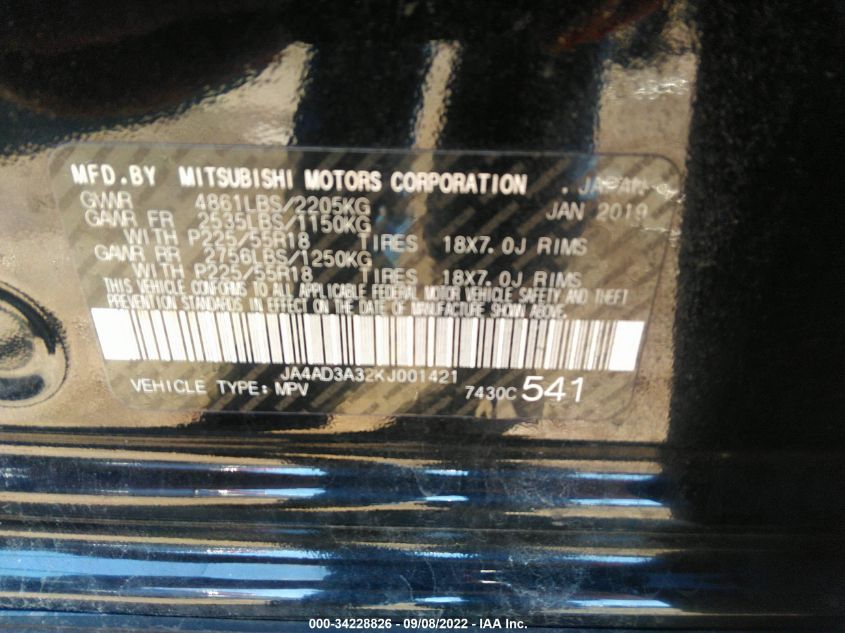 MFD.BY MITSUBISHI MOTORS CORPORATION . JAPAN
GVWR 4861LBS/2205KG JAN 2019
GAWR FR 2535LBS/1150KG
WITH P225/55R18 TIRES 18X7.0J RIMS
GAWR RR 2756LBS/1250KG
WITH P225/55R18 TIRES 18X7.0J RIMS
THIS VEHICLE CONFORMS TO ALL APPLICABLE FEDERAL MOTOR VEHICLE SAFETY AND THEFT
PREVENTION STANDARDS IN EFFECT ON THE DATE OF MANUFACTURE SHOWN ABOVE.
JA4AD3A32KJ001421
VEHICLE TYPE: MPV 7430C 541
000-34228826 - 09/08/2022 - IAA Inc.